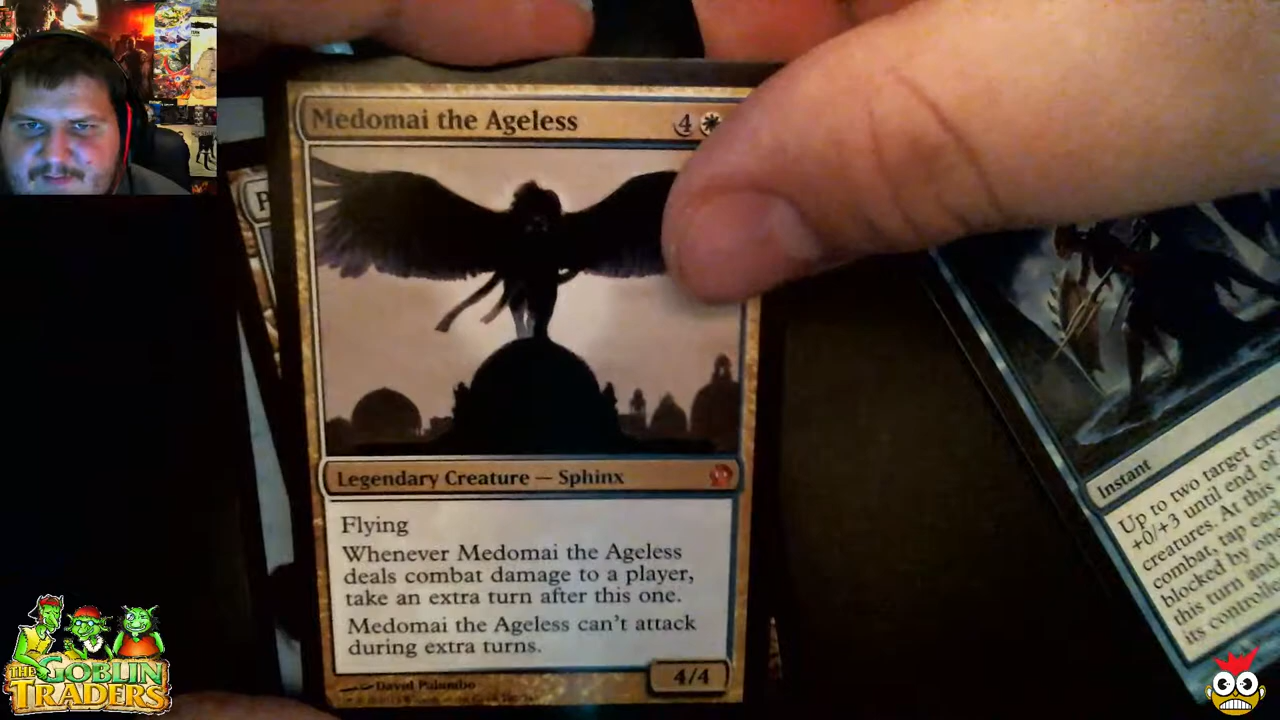 Medomai the Ageless 4
Legendary Creature — Sphinx
Flying
Whenever Medomai the Ageless
deals combat damage to a player,
take an extra turn after this one.
Medomai the Ageless can't attack
during extra turns.
4/4
David Palumbo
Instant
Up to two target
+0/+3 until end of
creatures. At this
combat, tap each
blocked by one
this turn and
its controller
THE
GOBLIN
TRADERS